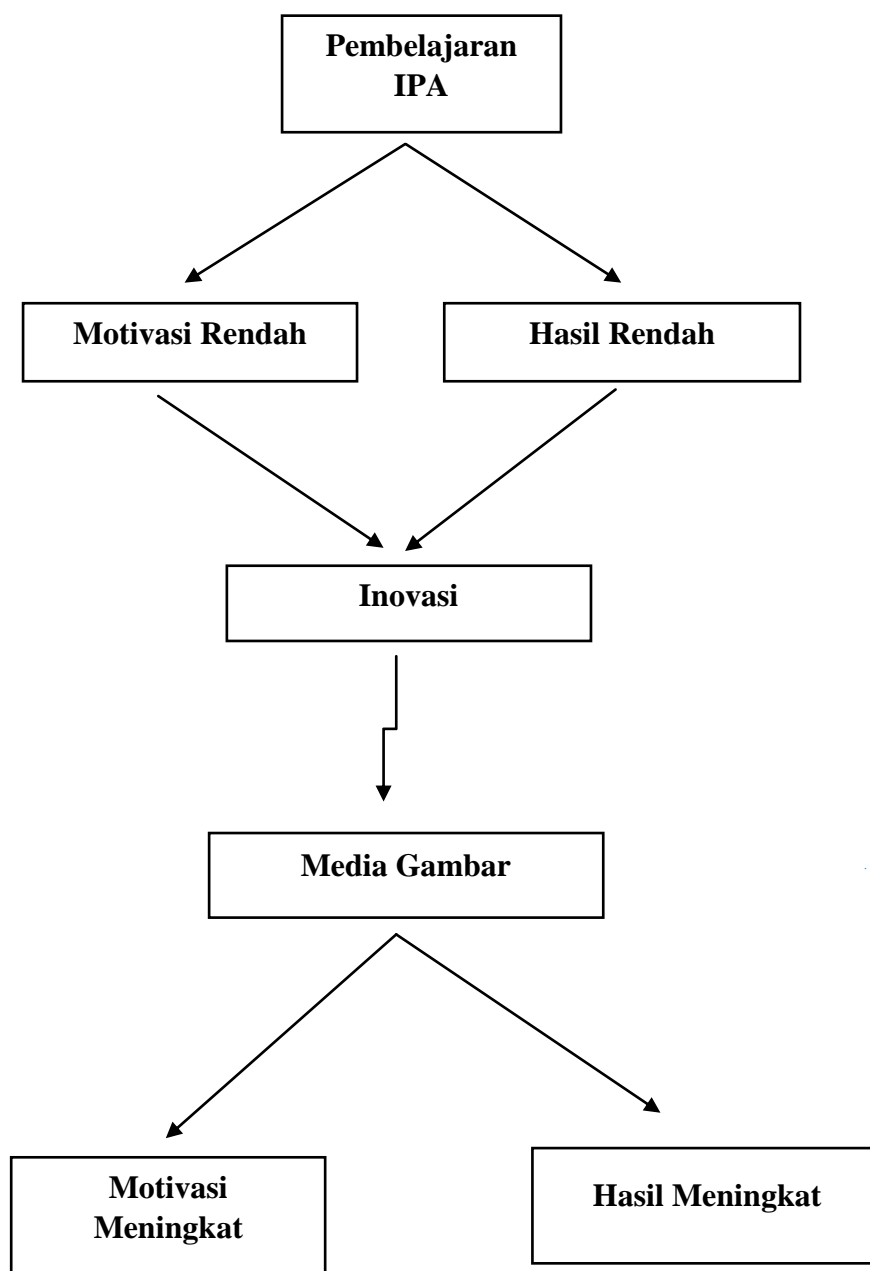 Pembelajaran
IPA
Motivasi Rendah
Hasil Rendah
Inovasi
Media Gambar
Motivasi
Meningkat
Hasil Meningkat